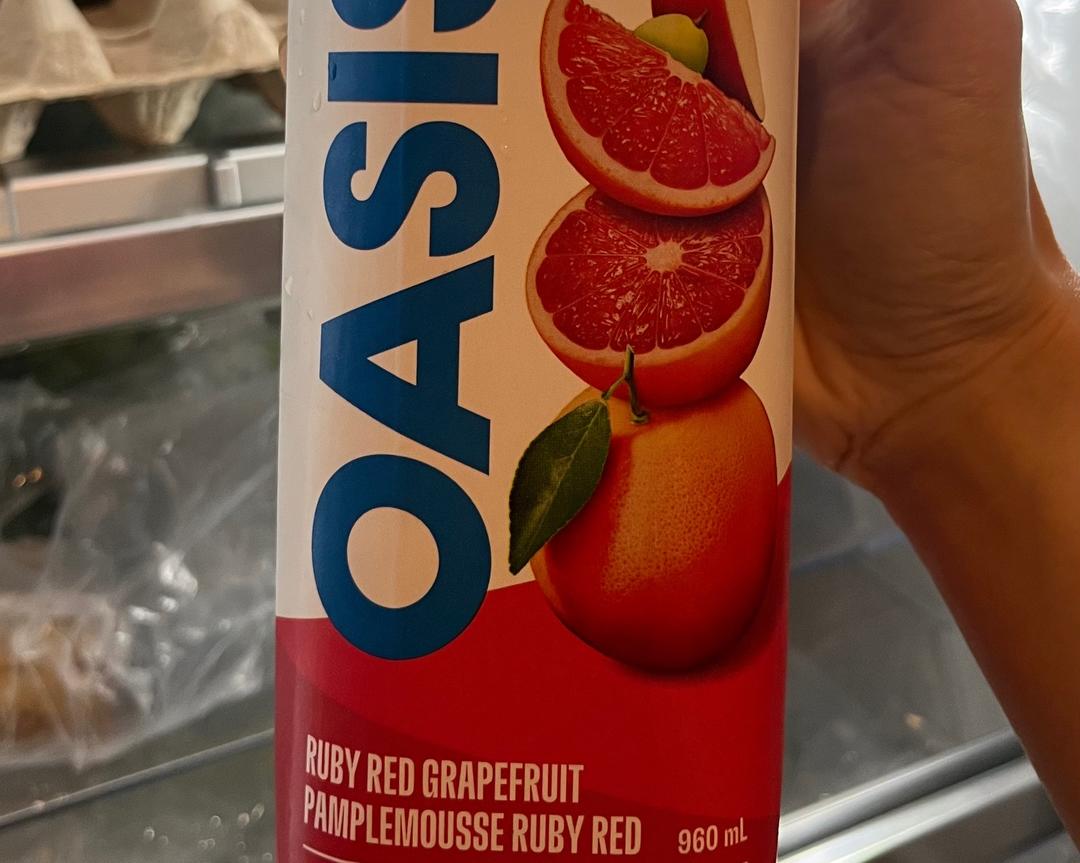 OASIS
RUBY RED GRAPEFRUIT
PAMPLEMOUSSE RUBY RED
960 mL